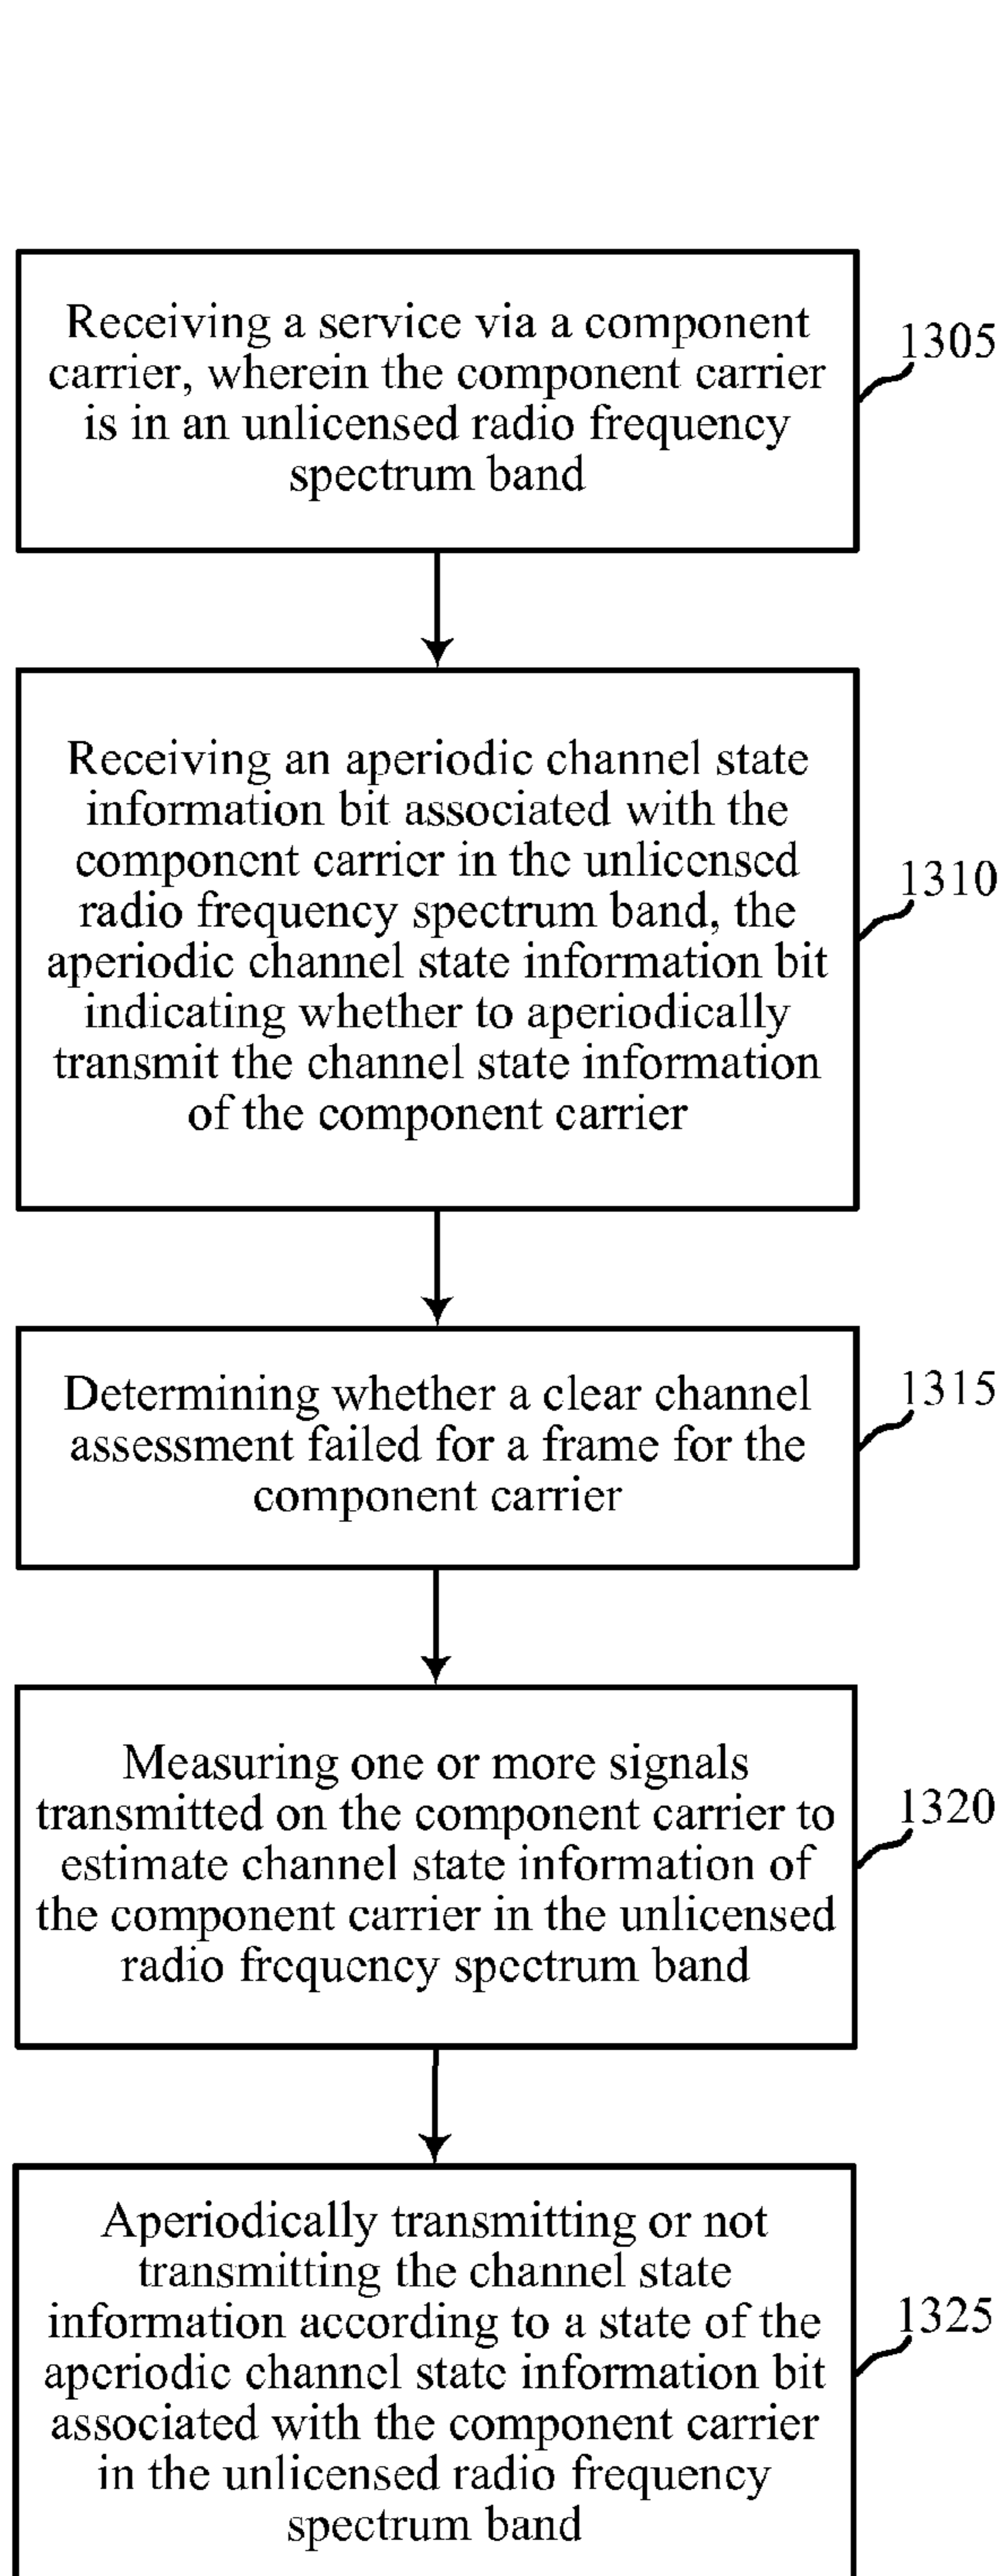 Receiving a service via a component
carrier, wherein the component carrier
is in an unlicensed radio frequency
spectrum band
1305
Receiving an aperiodic channel state
information bit associated with the
component carrier in the unlicensed
radio frequency spectrum band, the
aperiodic channel state information bit
indicating whether to aperiodically
transmit the channel state information
of the component carrier
1310
Determining whether a clear channel
assessment failed for a frame for the
component carrier
1315
Measuring one or more signals
transmitted on the component carrier to
estimate channel state information of
the component carrier in the unlicensed
radio frequency spectrum band
1320
Aperiodically transmitting or not
transmitting the channel state
information according to a state of the
aperiodic channel state information bit
associated with the component carrier
in the unlicensed radio frequency
spectrum band
1325